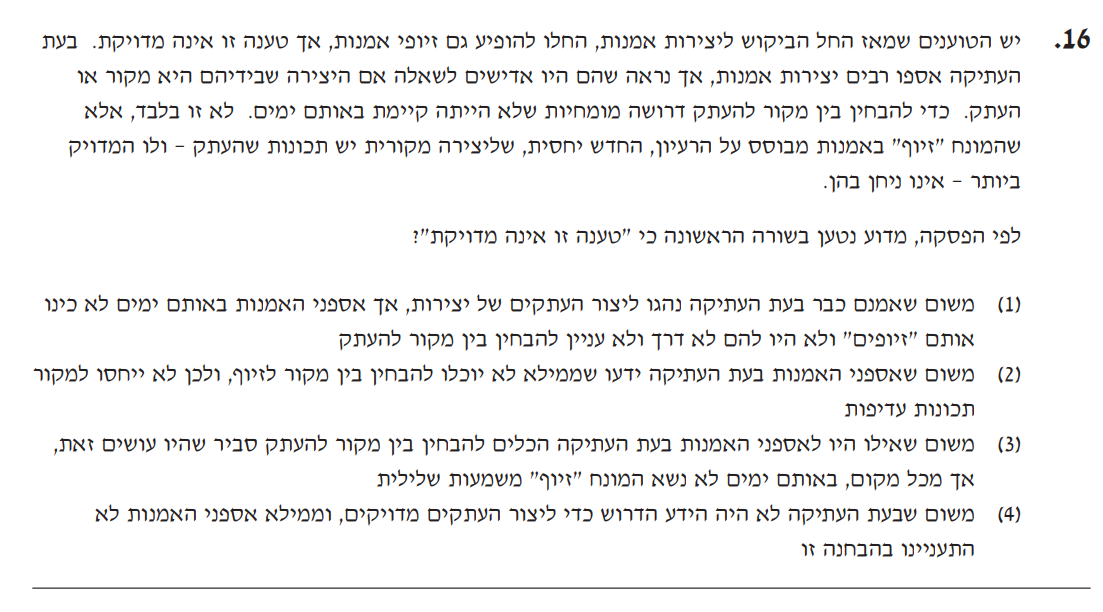 16. יש הטוענים שמאז החל הביקוש ליצירות אמנות, החלו להופיע גם זיופי אמנות, אך טענה זו אינה מדויקת. בעת
העתיקה אספו רבים יצירות אמנות, אך נראה שהם היו אדישים לשאלה אם היצירה שבידיהם היא מקור או
העתק. כדי להבחין בין מקור להעתק דרושה מומחיות שלא הייתה קיימת באותם ימים. לא זו בלבד, אלא
שהמונח "זיוף" באמנות מבוסס על הרעיון, החדש יחסית, שליצירה מקורית יש תכונות שהעתק – ולו המדויק
ביותר – אינו ניחן בהן.
לפי הפסקה, מדוע נטען בשורה הראשונה כי "טענה זו אינה מדויקת"?
(1) משום שאמנם כבר בעת העתיקה נהגו ליצור העתקים של יצירות, אך אספני האמנות באותם ימים לא כינו
אותם "זיופים" ולא היו להם לא דרך ולא עניין להבחין בין מקור להעתק
(2) משום שאספני האמנות בעת העתיקה ידעו שממילא לא יוכלו להבחין בין מקור לזיוף, ולכן לא ייחסו למקור
תכונות עדיפות
(3) משום שאילו היו לאספני האמנות בעת העתיקה הכלים להבחין בין מקור להעתק סביר שהיו עושים זאת,
אך מכל מקום, באותם ימים לא נשא המונח "זיוף" משמעות שלילית
(4) משום שבעת העתיקה לא היה הידע הדרוש כדי ליצור העתקים מדויקים, וממילא אספני האמנות לא
התעניינו בהבחנה זו